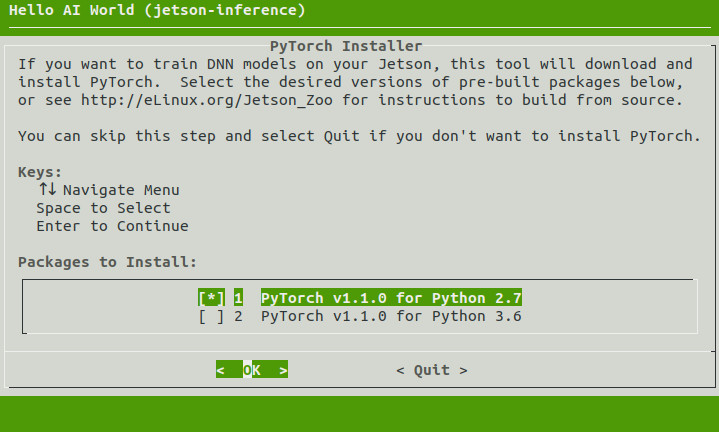 Hello AI World (jetson-inference)
PyTorch Installer
If you want to train DNN models on your Jetson, this tool will download and
install PyTorch.  Select the desired versions of pre-built packages below,
or see http://eLinux.org/Jetson_Zoo for instructions to build from source.
You can skip this step and select Quit if you don't want to install PyTorch.
Keys:
↑↓ Navigate Menu
Space to Select
Enter to Continue
Packages to Install:
[*] 1  PyTorch v1.1.0 for Python 2.7
[ ] 2  PyTorch v1.1.0 for Python 3.6
<  OK  >
< Quit >